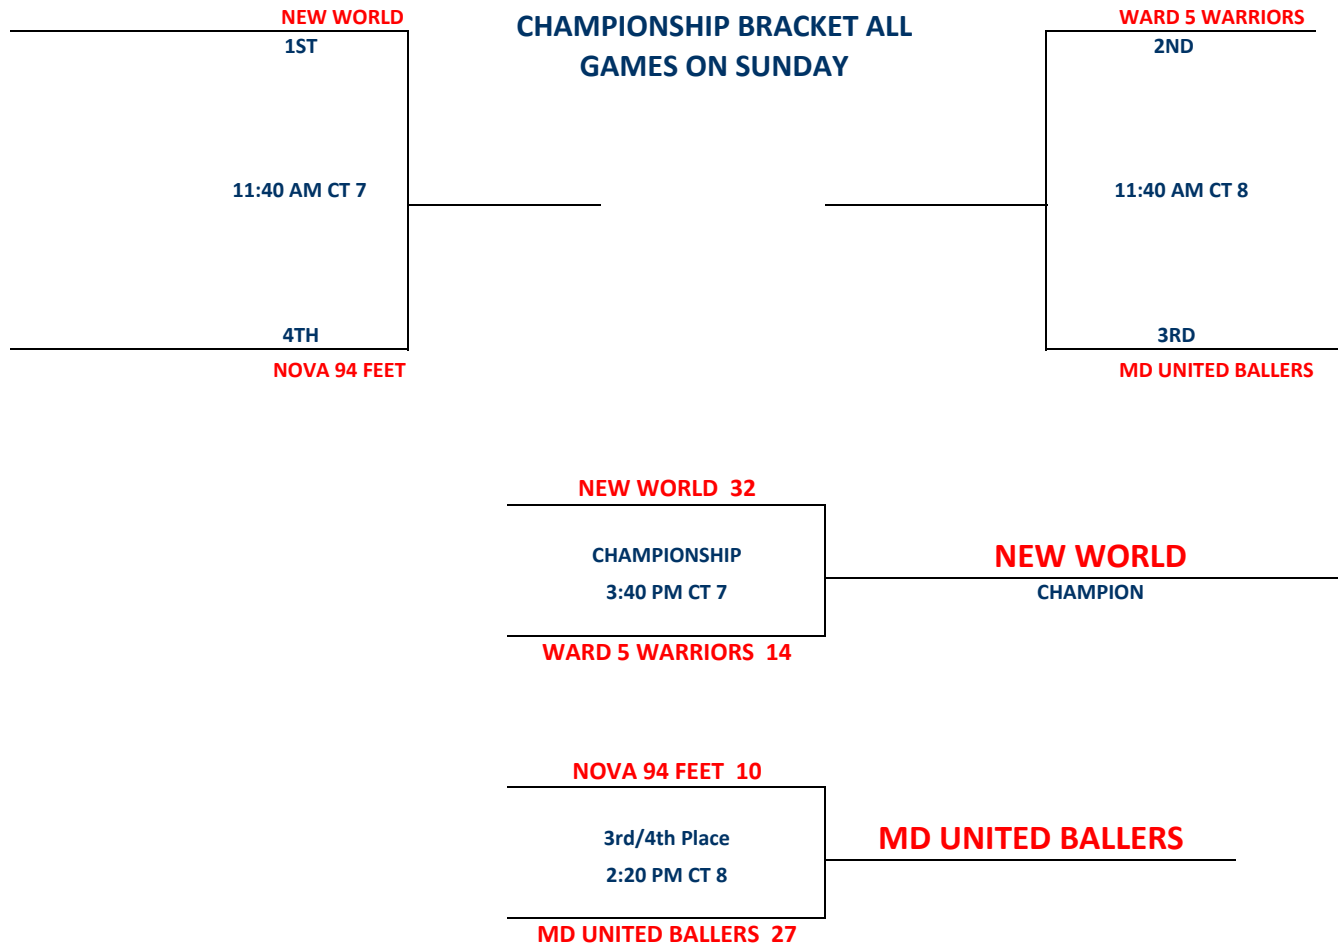 NEW WORLD
1ST
11:40 AM CT 7
4TH
NOVA 94 FEET
CHAMPIONSHIP BRACKET ALL
GAMES ON SUNDAY
WARD 5 WARRIORS
2ND
11:40 AM CT 8
3RD
MD UNITED BALLERS
NEW WORLD 32
CHAMPIONSHIP
3:40 PM CT 7
WARD 5 WARRIORS 14
NEW WORLD
CHAMPION
NOVA 94 FEET 10
3rd/4th Place
2:20 PM CT 8
MD UNITED BALLERS 27
MD UNITED BALLERS